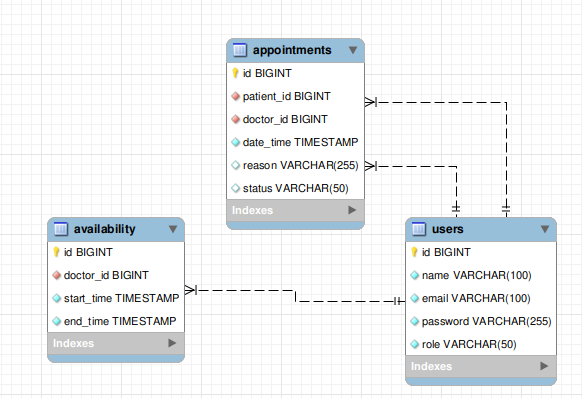 appointments
id BIGINT
patient_id BIGINT
doctor_id BIGINT
date_time TIMESTAMP
reason VARCHAR(255)
status VARCHAR(50)
Indexes
availability
id BIGINT
doctor_id BIGINT
start_time TIMESTAMP
end_time TIMESTAMP
Indexes
users
id BIGINT
name VARCHAR(100)
email VARCHAR(100)
password VARCHAR(255)
role VARCHAR(50)
Indexes